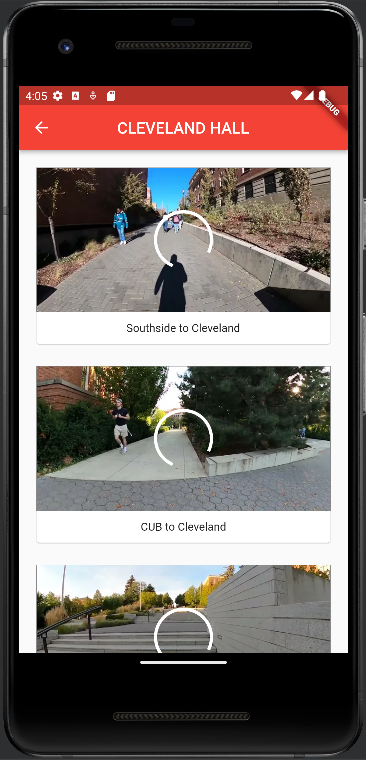 4:05
DEBUG
CLEVELAND HALL
Southside to Cleveland
CUB to Cleveland